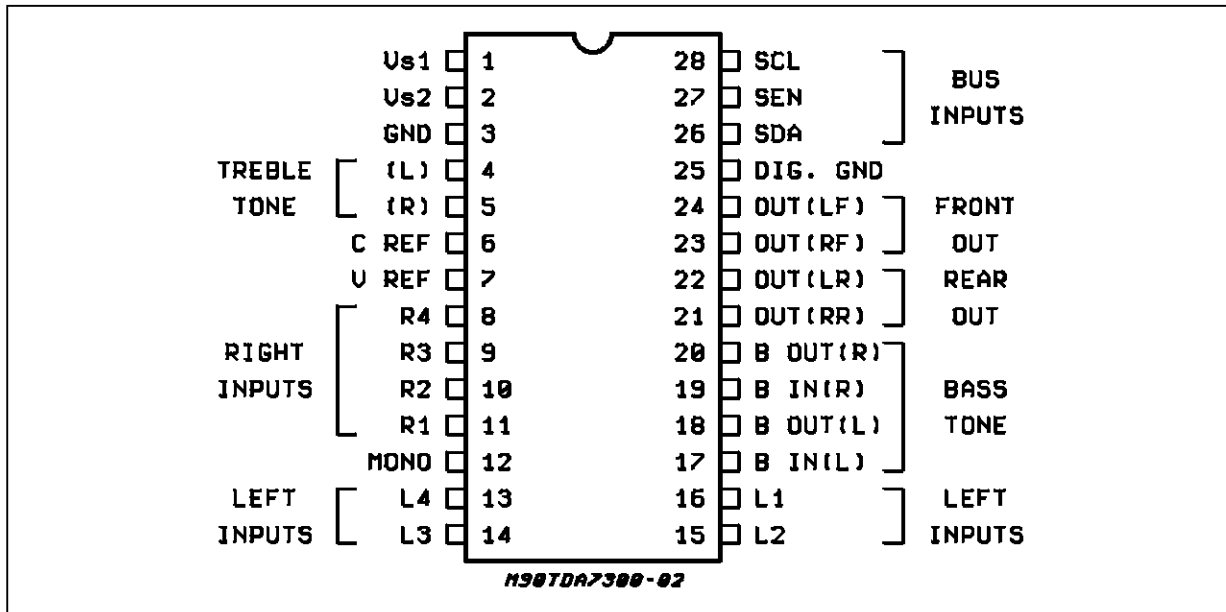 Vs1 1 28 SCL
Vs2 2 27 SEN BUS INPUTS
GND 3 26 SDA
TREBLE TONE (L) 4 25 DIG. GND
(R) 5 24 OUT(LF) FRONT OUT
C REF 6 23 OUT(RF)
V REF 7 22 OUT(LR) REAR OUT
R4 8 21 OUT(RR)
RIGHT INPUTS R3 9 20 B OUT(R)
R2 10 19 B IN(R) BASS TONE
R1 11 18 B OUT(L)
MONO 12 17 B IN(L)
LEFT INPUTS L4 13 16 L1 LEFT INPUTS
L3 14 15 L2
M90TDA7300-02